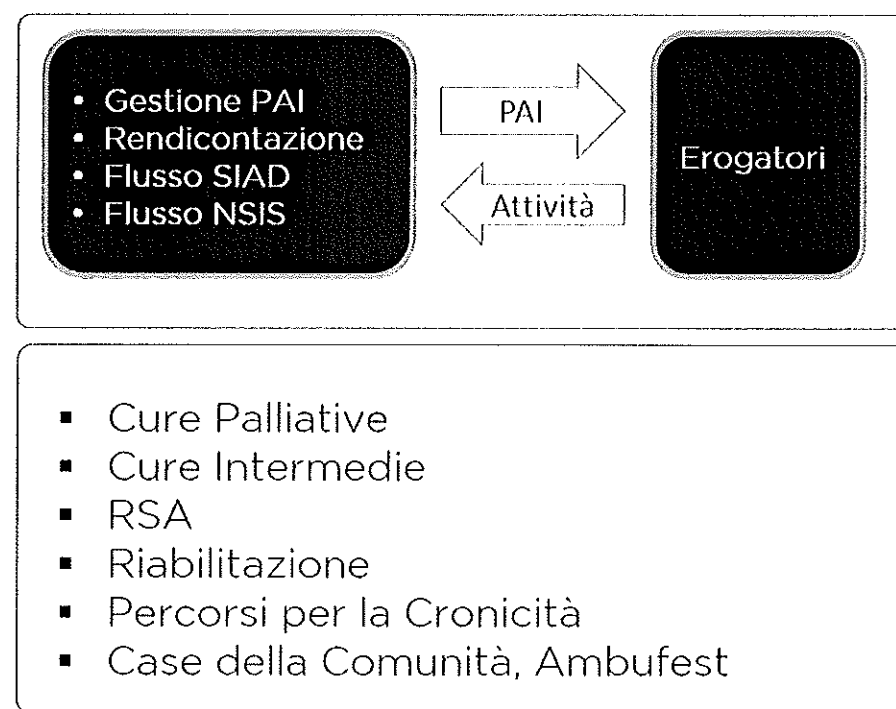 • Gestione PAI
• Rendicontazione
• Flusso SIAD
• Flusso NSIS
PAI
Attività
Erogatori
▪ Cure Palliative
▪ Cure Intermedie
▪ RSA
▪ Riabilitazione
▪ Percorsi per la Cronicità
▪ Case della Comunità, Ambufest